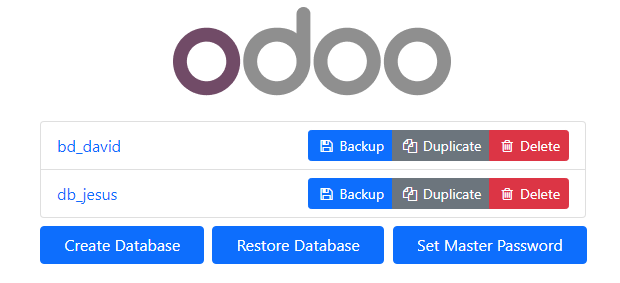 odoo
bd_david Backup Duplicate Delete
db_jesus Backup Duplicate Delete
Create Database Restore Database Set Master Password